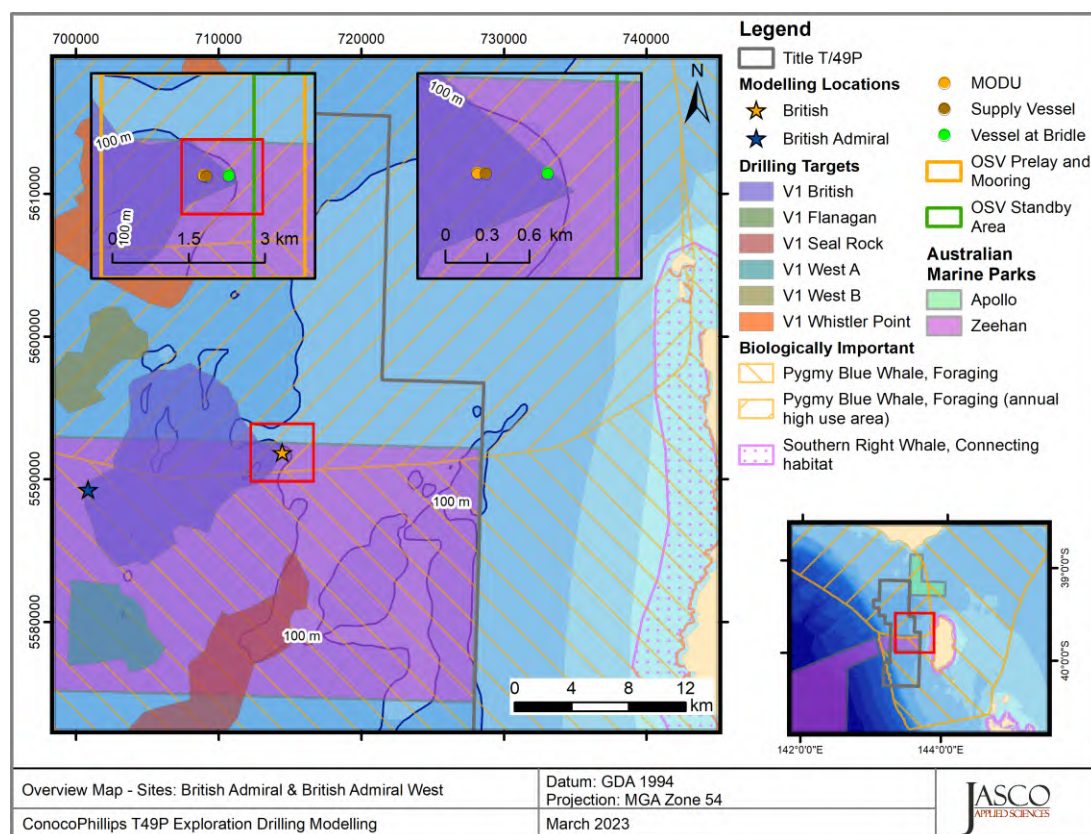 700000
710000
720000
730000
740000
5610000
5600000
5590000
5580000
N
100 m
100 m
0
1.5
3 km
100 m
0
0.3
0.6 km
100 m
100 m
0
4
8
12
km
Legend
Title T/49P
Modelling Locations
British
British Admiral
Drilling Targets
V1 British
V1 Flanagan
V1 Seal Rock
V1 West A
V1 West B
V1 Whistler Point
Biologically Important
Pygmy Blue Whale, Foraging
Pygmy Blue Whale, Foraging (annual
high use area)
Southern Right Whale, Connecting
habitat
MODU
Supply Vessel
Vessel at Bridle
OSV Prelay and
Mooring
OSV Standby
Area
Australian
Marine Parks
Apollo
Zeehan
39°0'0"S
40°0'0"S
142°0'0"E
144°0'0"E
Overview Map - Sites: British Admiral & British Admiral West
ConocoPhillips T49P Exploration Drilling Modelling
Datum: GDA 1994
Projection: MGA Zone 54
March 2023
JASCO
APPLIED SCIENCES